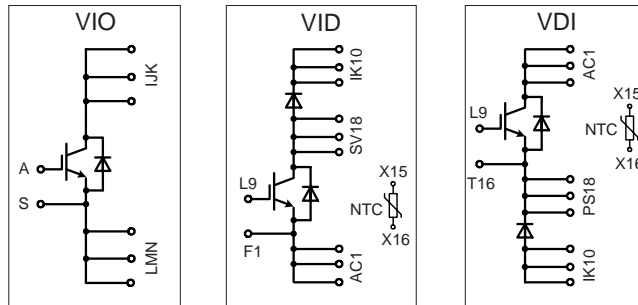 VIO
IJK
A
S
LMN
VID
IK10
SV18
L9
X15
NTC
X16
F1
AC1
VDI
AC1
L9
X15
NTC
X16
T16
PS18
IK10